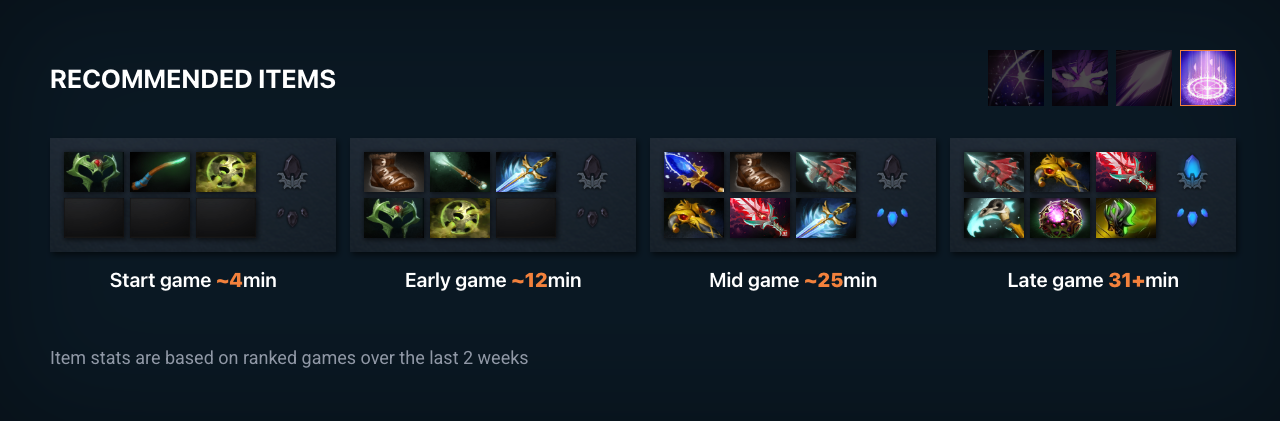 RECOMMENDED ITEMS
Start game ~4min
Early game ~12min
Mid game ~25min
Late game 31+min
Item stats are based on ranked games over the last 2 weeks